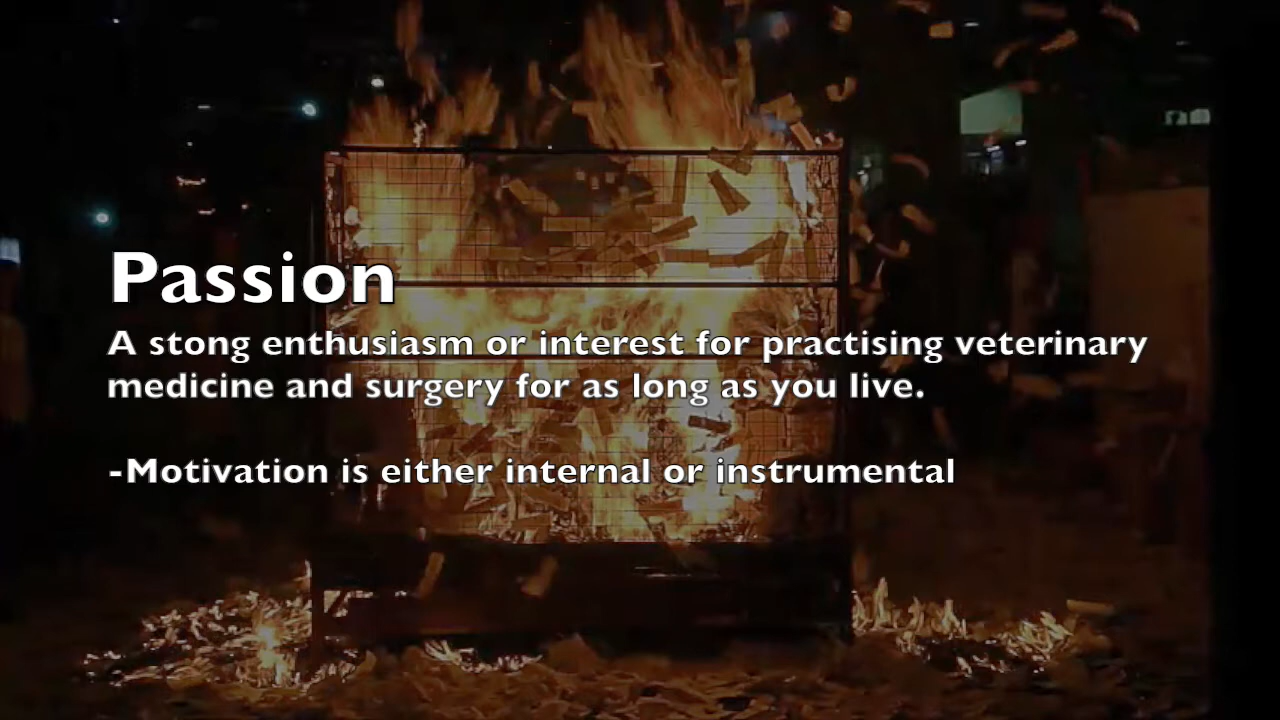 Passion
A stong enthusiasm or interest for practising veterinary
medicine and surgery for as long as you live.
-Motivation is either internal or instrumental